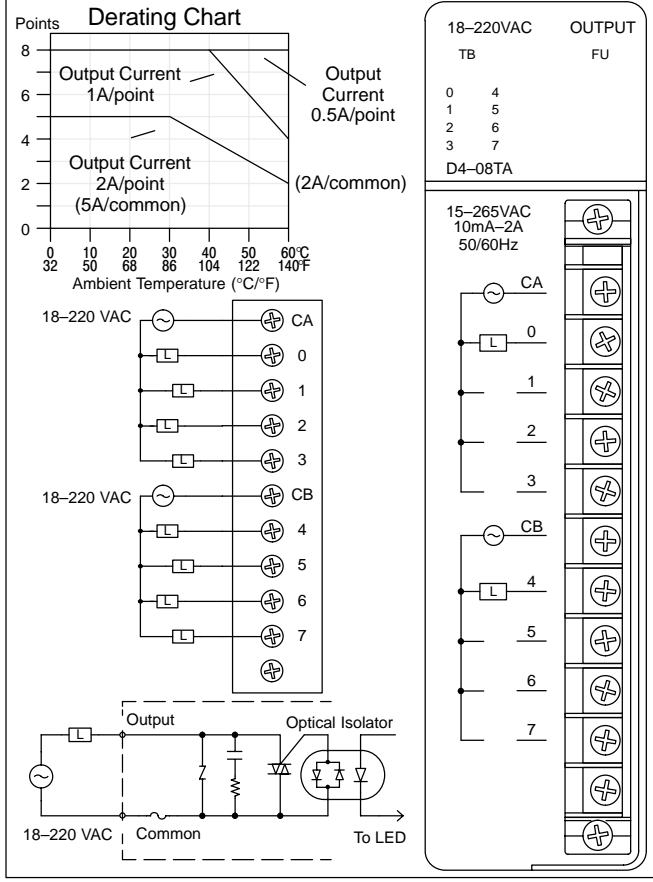 Derating Chart
Points
8
6
4
2
0
Output Current
1A/point
Output
Current
0.5A/point
Output Current
2A/point
(5A/common)
(2A/common)
0 10 20 30 40 50 60°C
32 50 68 86 104 122 140°F
Ambient Temperature (°C/°F)
18–220 VAC
CA
0
1
2
3
18–220 VAC
CB
4
5
6
7
L
L
L
L
L
L
L
L
Output
Optical Isolator
L
18–220 VAC
Common
To LED
18–220VAC OUTPUT
TB FU
0 4
1 5
2 6
3 7
D4–08TA
15–265VAC
10mA–2A
50/60Hz
CA
L 0
1
2
3
CB
L 4
5
6
7